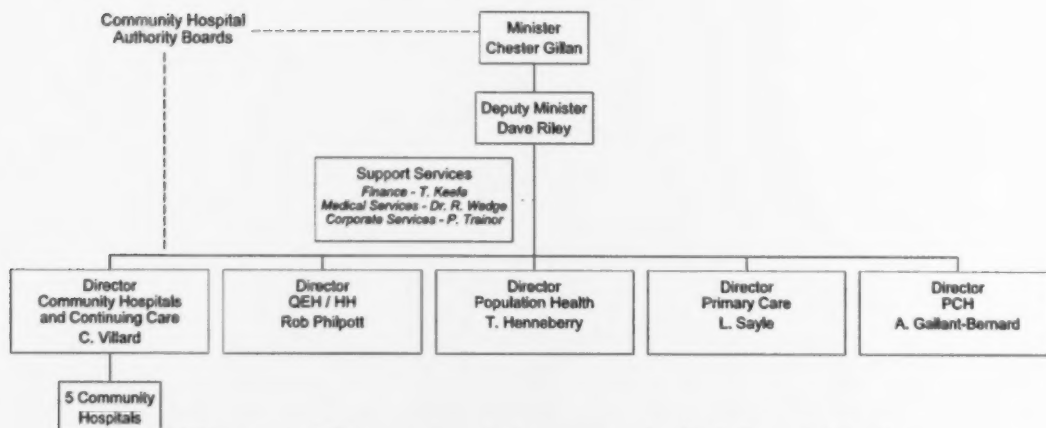 Community Hospital
Authority Boards
Minister
Chester Gillan
Deputy Minister
Dave Riley
Support Services
Finance - T. Keefe
Medical Services - Dr. R. Wedge
Corporate Services - P. Trainor
Director
Community Hospitals
and Continuing Care
C. Villard
Director
QEH / HH
Rob Philpott
Director
Population Health
T. Henneberry
Director
Primary Care
L. Sayle
Director
PCH
A. Gallant-Bernard
5 Community
Hospitals